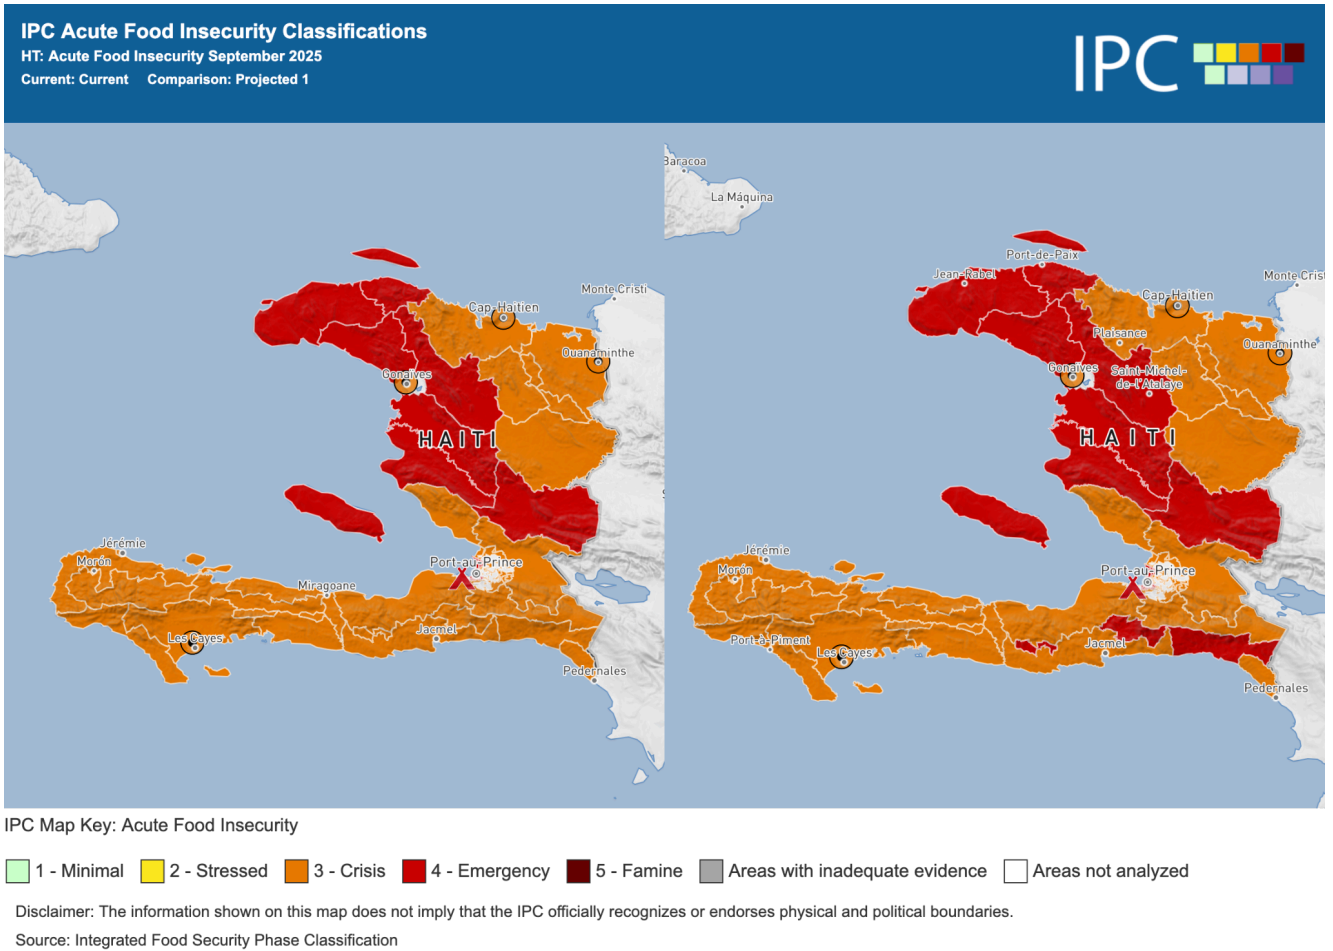 IPC Acute Food Insecurity Classifications
HT: Acute Food Insecurity September 2025
Current: Current Comparison: Projected 1
IPC
Cap-Haïtien
Monte Cristi
Ouanaminthe
Gonaïves
HAITI
Jérémie
Morón
Port-au-Prince
Miragoane
Les Cayes
Jacmel
Pedernales
Baracoa
La Máquina
Port-de-Paix
Jean-Rabel
Monte Crist
Cap-Haïtien
Plaisance
Ouanaminthe
Gonaïves
Saint-Michel-
de-l'Atalaye
HAITI
Jérémie
Morón
Port-au-Prince
Port-à-Piment
Les Cayes
Jacmel
Pedernales
IPC Map Key: Acute Food Insecurity
1 - Minimal 2 - Stressed 3 - Crisis 4 - Emergency 5 - Famine Areas with inadequate evidence Areas not analyzed
Disclaimer: The information shown on this map does not imply that the IPC officially recognizes or endorses physical and political boundaries.
Source: Integrated Food Security Phase Classification